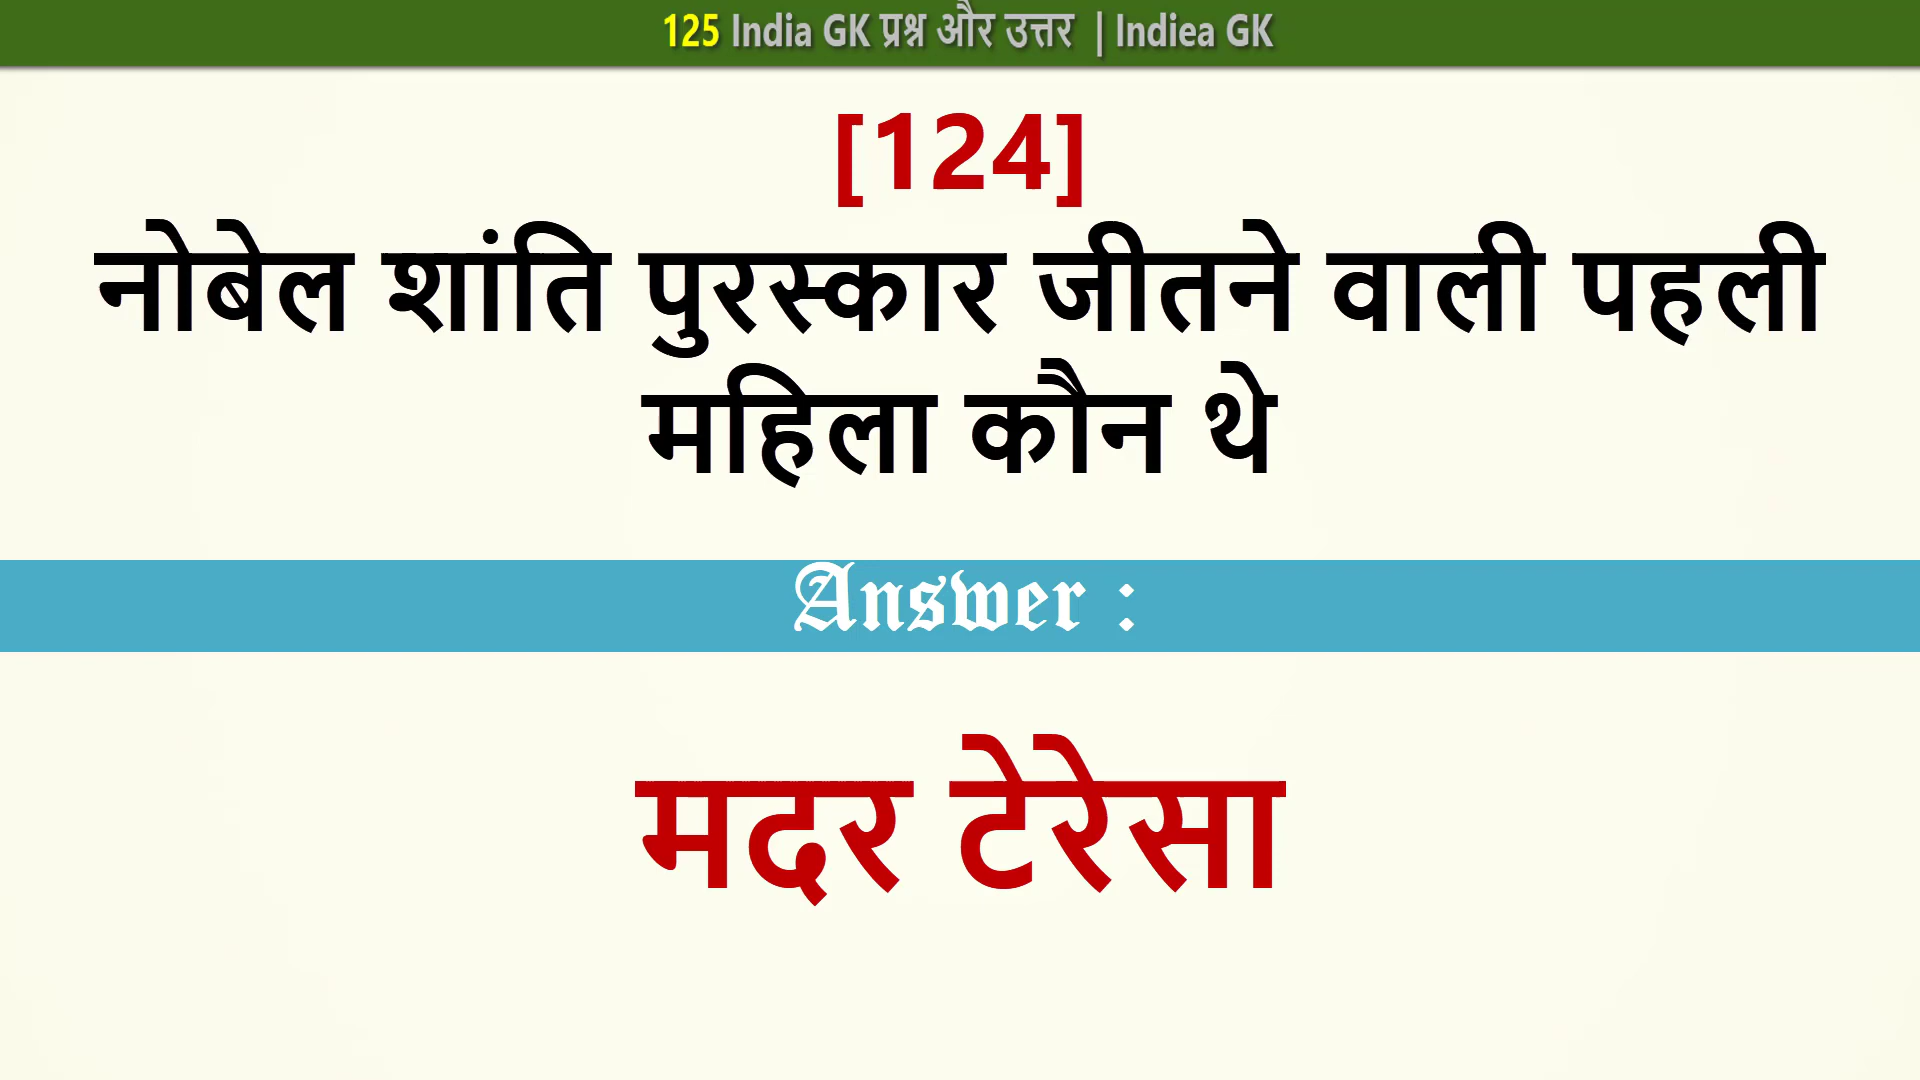 125 India GK प्रश्न और उत्तर | Indiea GK
[124]
नोबेल शांति पुरस्कार जीतने वाली पहली
महिला कौन थे
Answer :
मदर टेरेसा